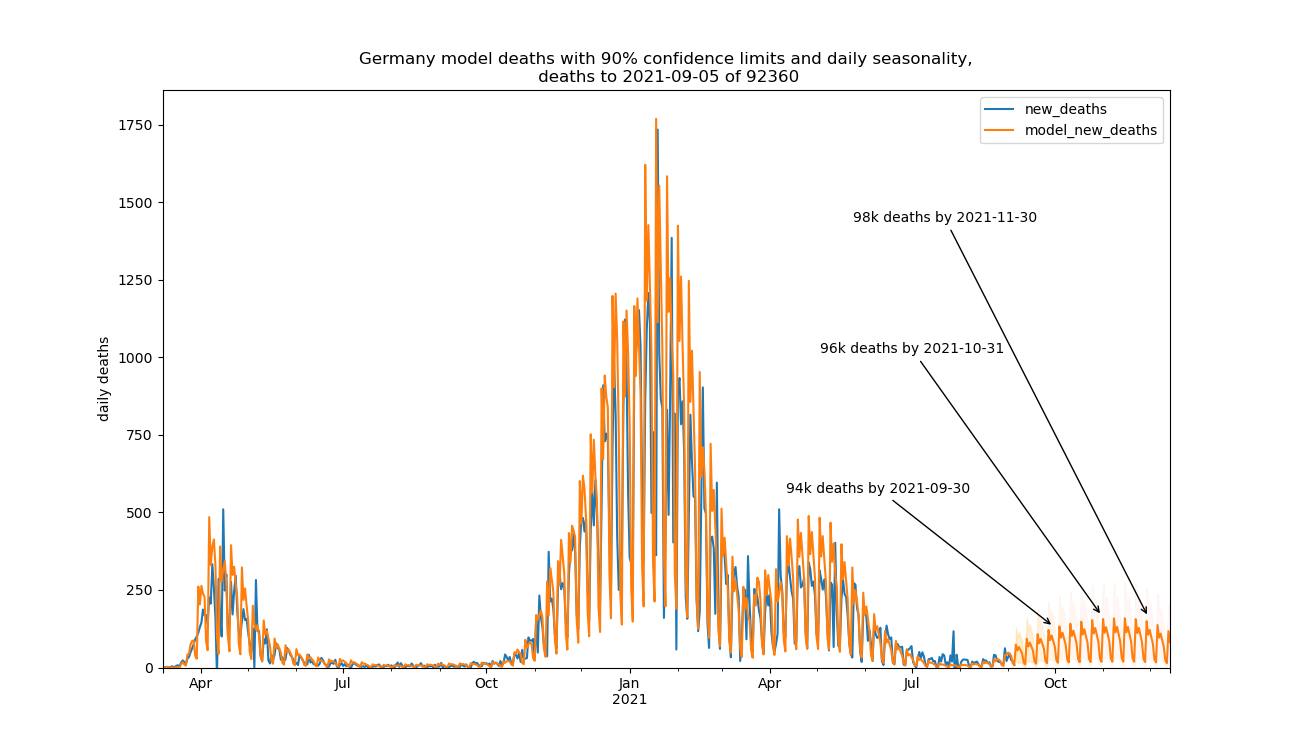 Germany model deaths with 90% confidence limits and daily seasonality,
deaths to 2021-09-05 of 92360
new_deaths
model_new_deaths
1750
1500
1250
1000
750
500
250
0
daily deaths
98k deaths by 2021-11-30
96k deaths by 2021-10-31
94k deaths by 2021-09-30
Apr Jul Oct Jan Apr Jul Oct
2021